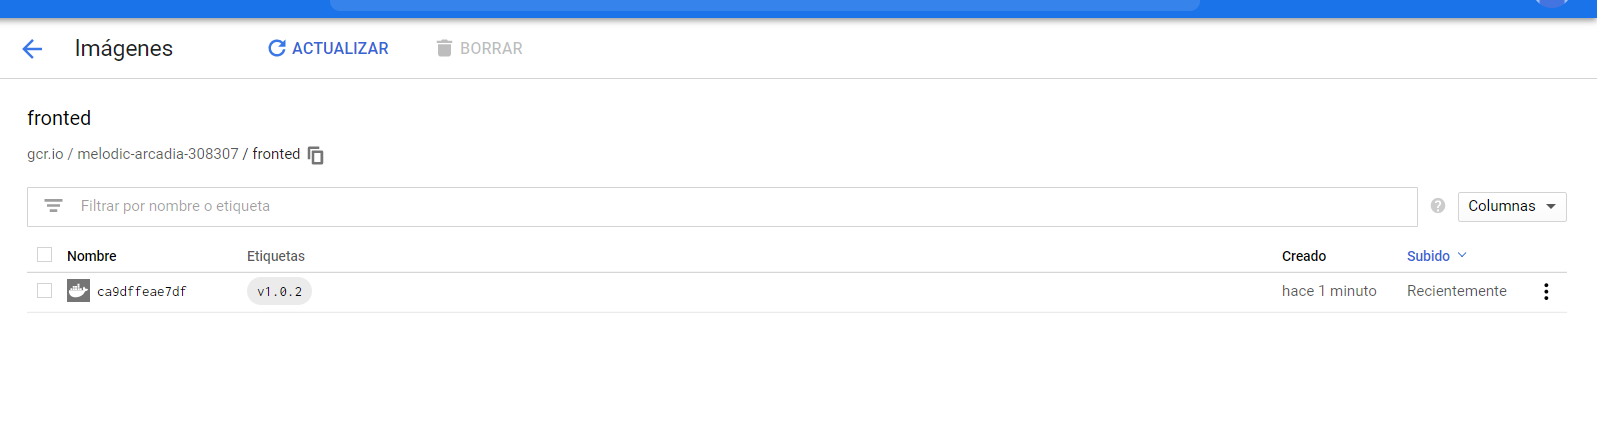 Imágenes ACTUALIZAR BORRAR
fronted
gcr.io / melodic-arcadia-308307 / fronted
Filtrar por nombre o etiqueta Columnas
Nombre Etiquetas Creado Subido
ca9dffeae7df v1.0.2 hace 1 minuto Recientemente